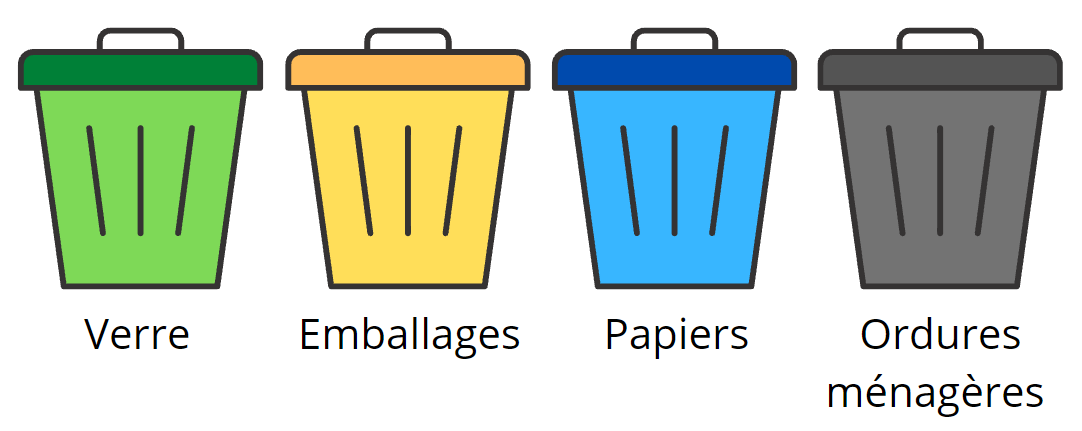 Verre
Emballages
Papiers
Ordures
ménagères